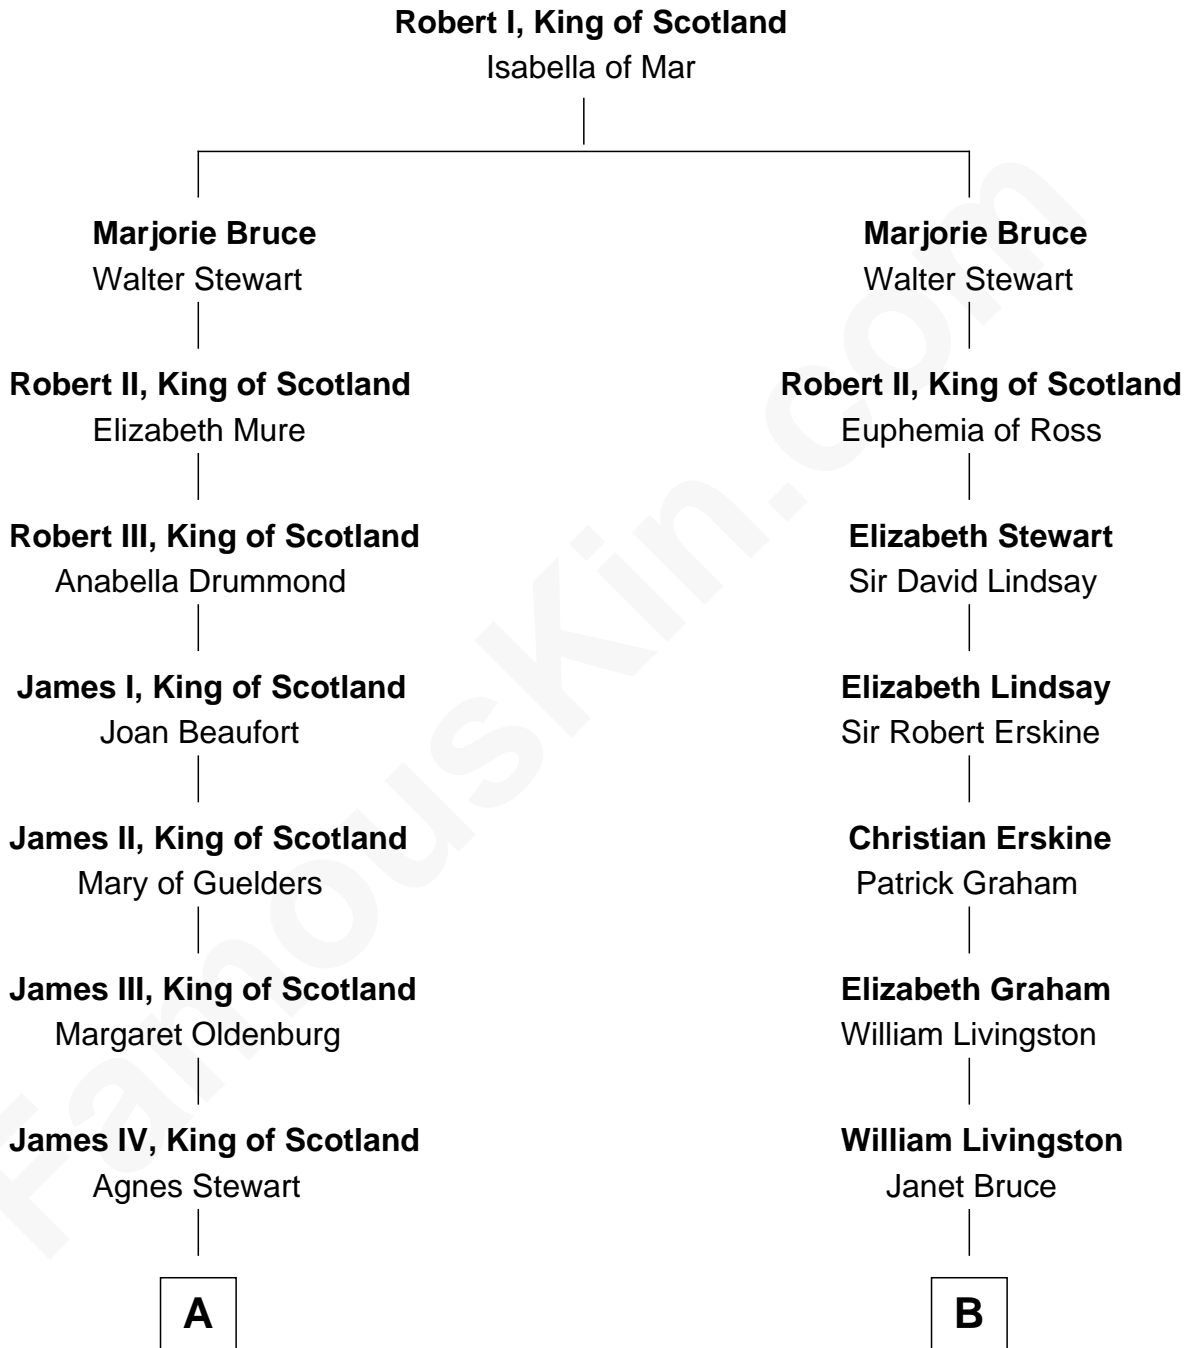 Robert I, King of Scotland
Isabella of Mar
Marjorie Bruce
Walter Stewart
Robert II, King of Scotland
Elizabeth Mure
Robert III, King of Scotland
Anabella Drummond
James I, King of Scotland
Joan Beaufort
James II, King of Scotland
Mary of Guelders
James III, King of Scotland
Margaret Oldenburg
James IV, King of Scotland
Agnes Stewart
A
Marjorie Bruce
Walter Stewart
Robert II, King of Scotland
Euphemia of Ross
Elizabeth Stewart
Sir David Lindsay
Elizabeth Lindsay
Sir Robert Erskine
Christian Erskine
Patrick Graham
Elizabeth Graham
William Livingston
William Livingston
Janet Bruce
B
FamousKin.com